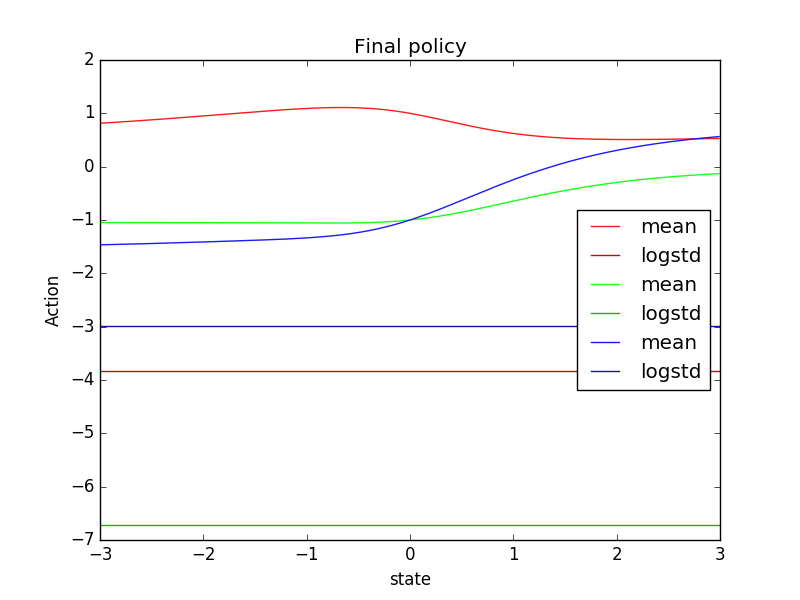 Final policy
2
1
0
−1
−2
−3
−4
−5
−6
−7
Action
mean
logstd
mean
logstd
mean
logstd
−3 −2 −1 0 1 2 3
state